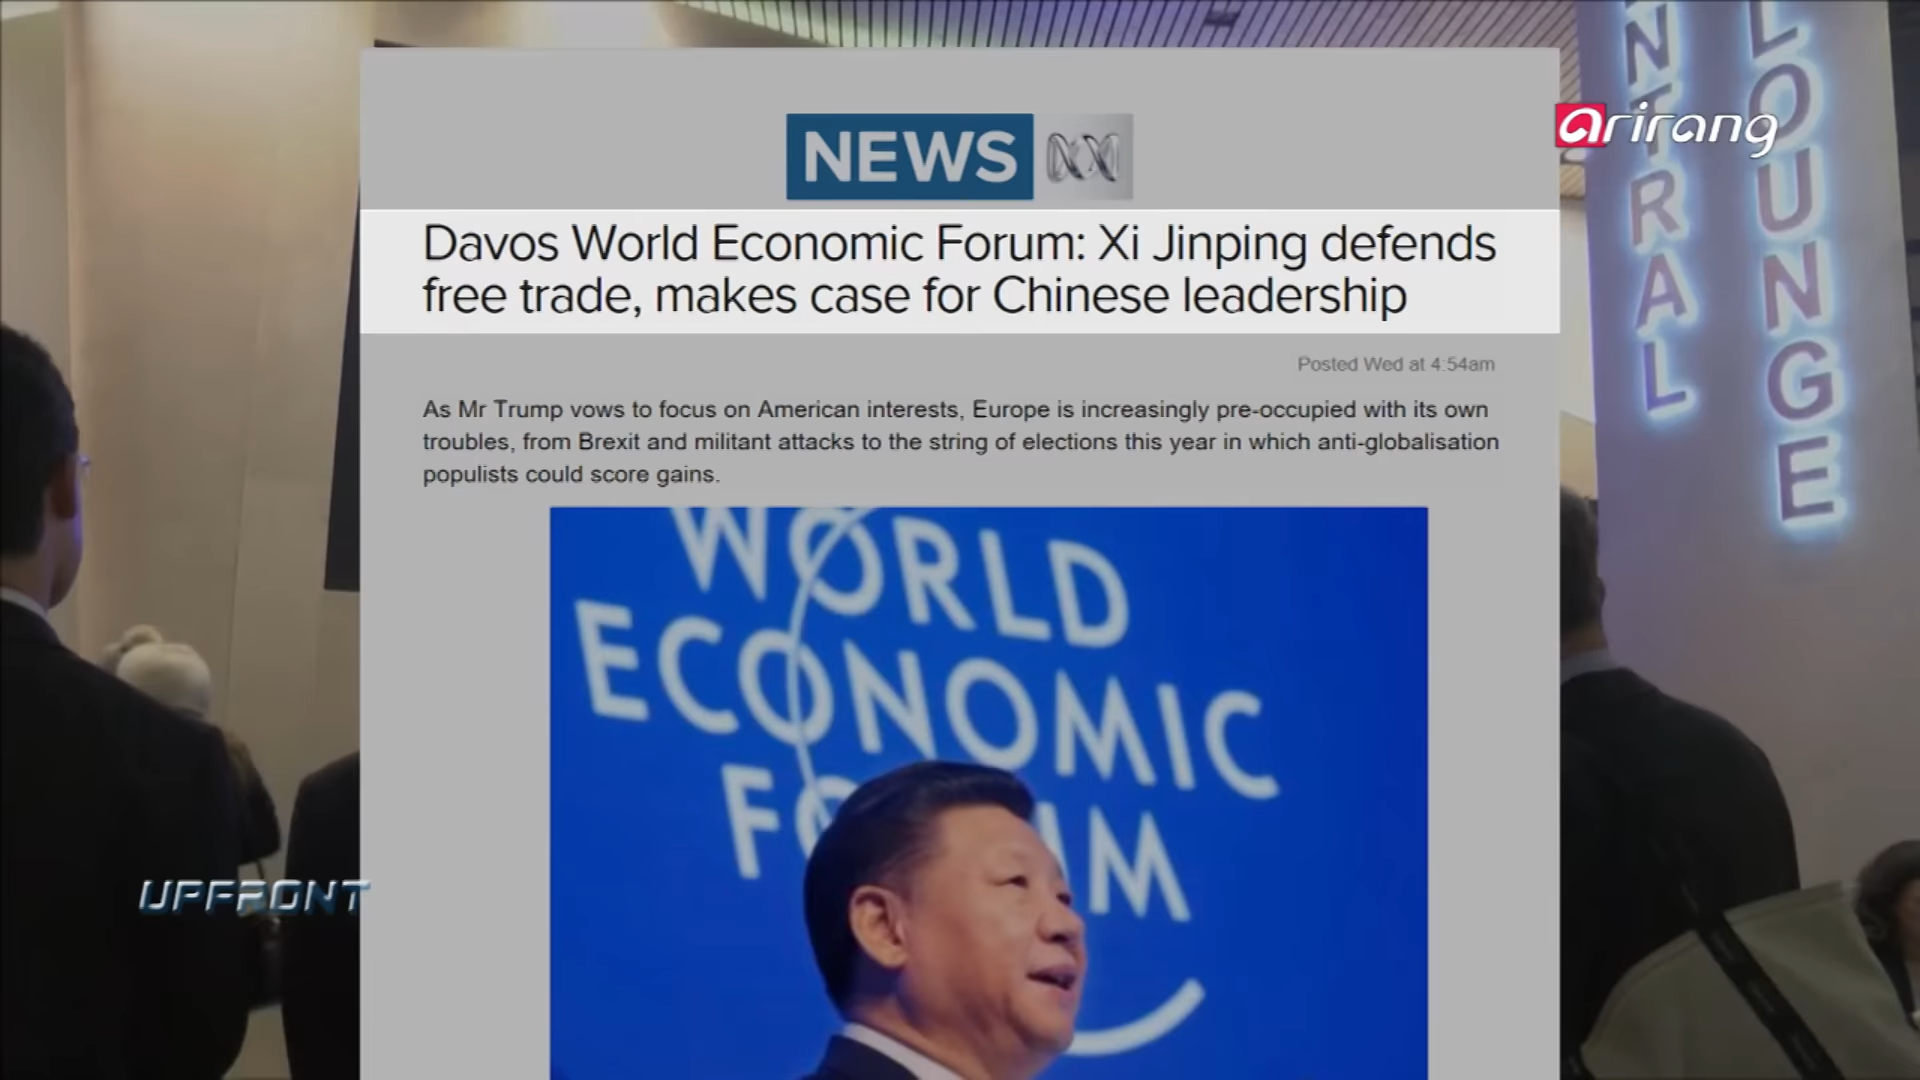 NEWS
arirang
Davos World Economic Forum: Xi Jinping defends
free trade, makes case for Chinese leadership
Posted Wed at 4:54am
As Mr Trump vows to focus on American interests, Europe is increasingly pre-occupied with its own
troubles, from Brexit and militant attacks to the string of elections this year in which anti-globalisation
populists could score gains.
WORLD
ECONOMIC
FORUM
UPFRONT
NTRAL
LOUNGE